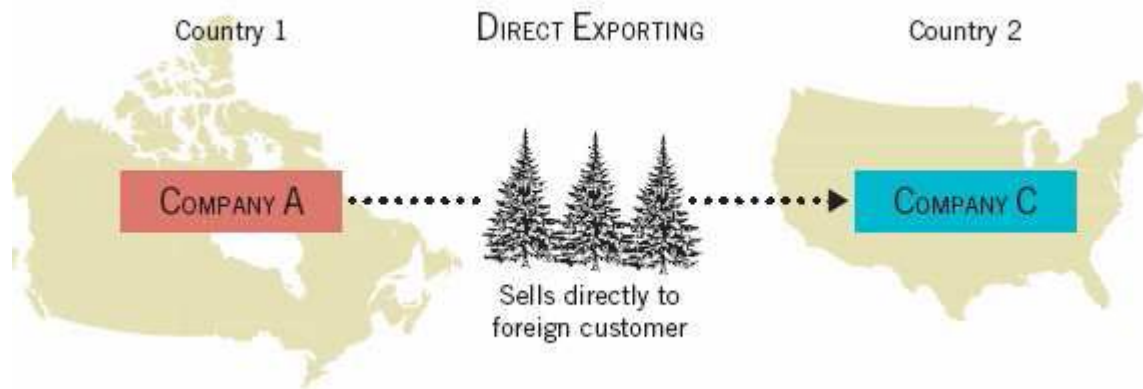 Country 1
DIRECT EXPORTING
Country 2
COMPANY A
COMPANY C
Sells directly to
foreign customer